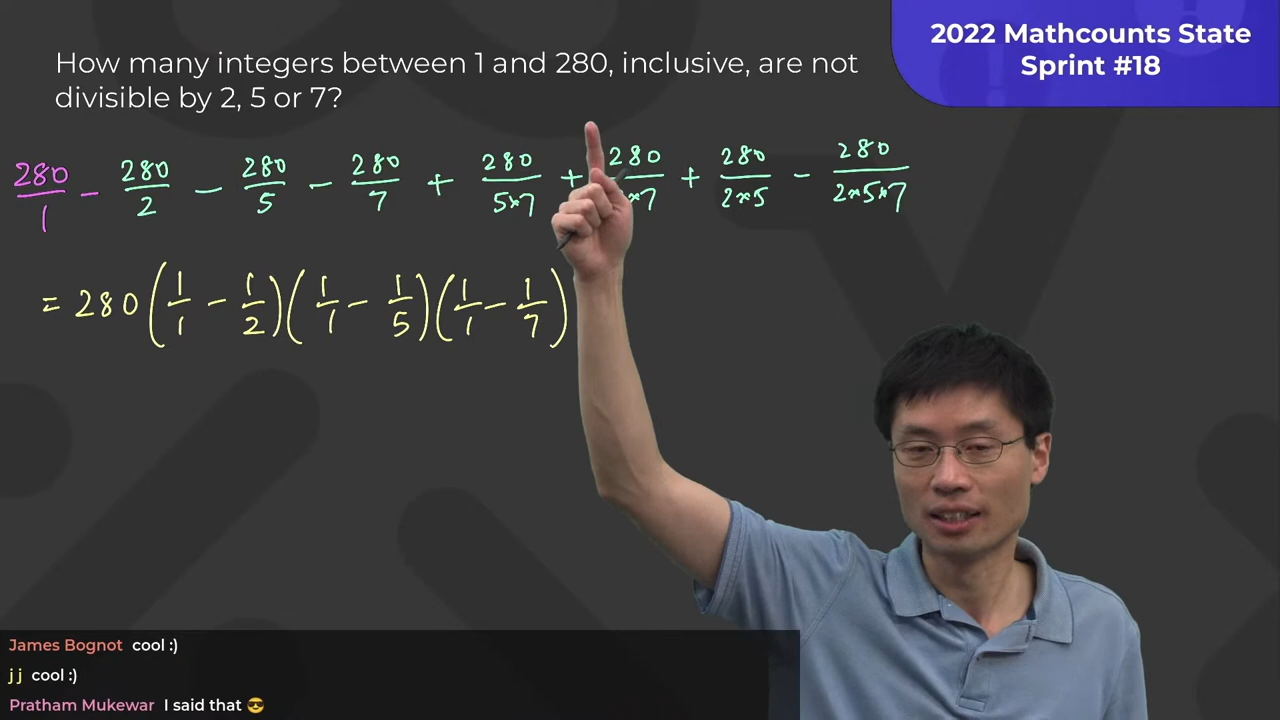 2022 Mathcounts State
Sprint #18
How many integers between 1 and 280, inclusive, are not
divisible by 2, 5 or 7?
280/1 - 280/2 - 280/5 - 280/7 + 280/5×7 + 280/×7 + 280/2×5 - 280/2×5×7
= 280(1/1 - 1/2)(1/1 - 1/5)(1/1 - 1/7)
James Bognot cool :)
j j cool :)
Pratham Mukewar I said that 😎